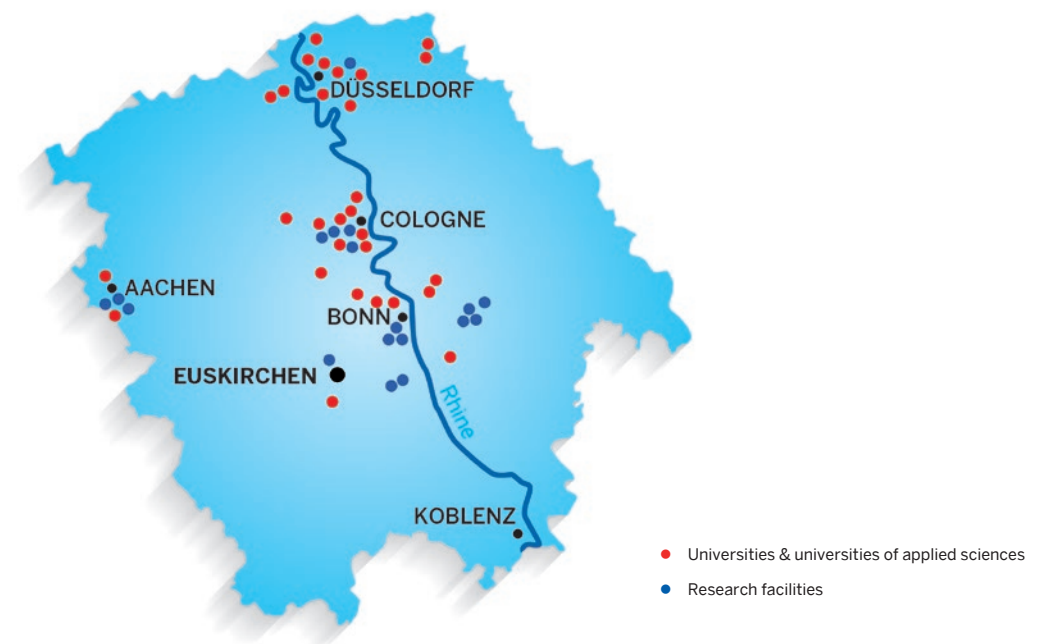 DÜSSELDORF
COLOGNE
AACHEN
BONN
EUSKIRCHEN
Rhine
KOBLENZ
Universities & universities of applied sciences
Research facilities